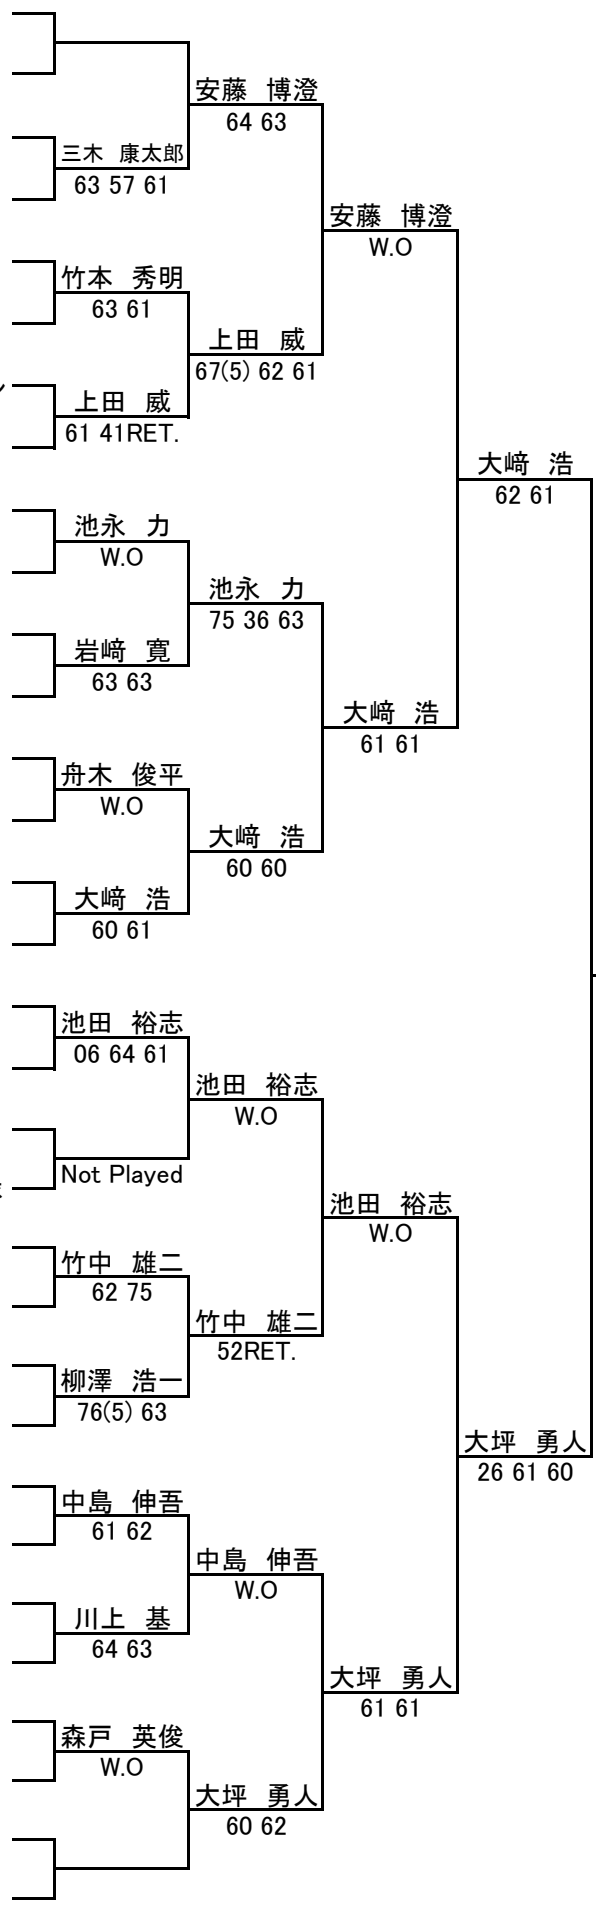 安藤 博澄
64 63
三木 康太郎
63 57 61
安藤 博澄
W.O
竹本 秀明
63 61
上田 威
67(5) 62 61
上田 威
61 41RET.
大﨑 浩
62 61
池永 力
W.O
池永 力
75 36 63
岩﨑 寛
63 63
大﨑 浩
61 61
舟木 俊平
W.O
大﨑 浩
60 60
大﨑 浩
60 61
池田 裕志
06 64 61
池田 裕志
W.O
Not Played
池田 裕志
W.O
竹中 雄二
62 75
竹中 雄二
52RET.
柳澤 浩一
76(5) 63
大坪 勇人
26 61 60
中島 伸吾
61 62
中島 伸吾
W.O
川上 基
64 63
大坪 勇人
61 61
森戸 英俊
W.O
大坪 勇人
60 62